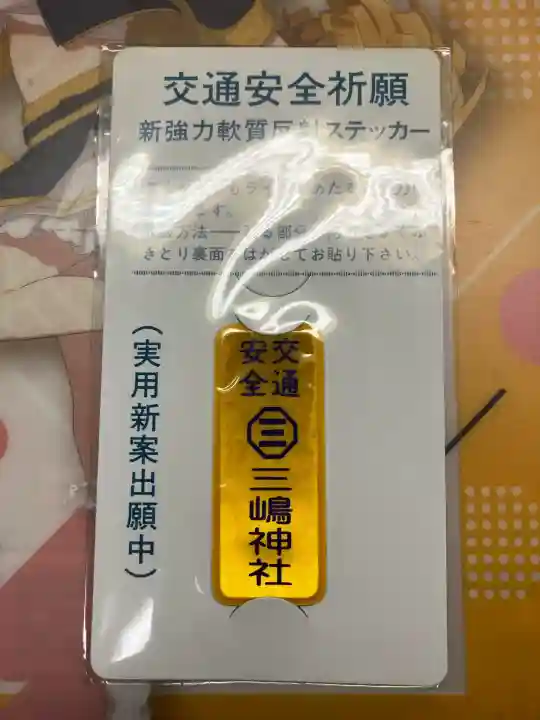 交通安全祈願
新強力軟質反射ステッカー
きとり裏面をはがしてお貼り下さい。
(実用新案出願中)
交通
安全
三
三嶋神社